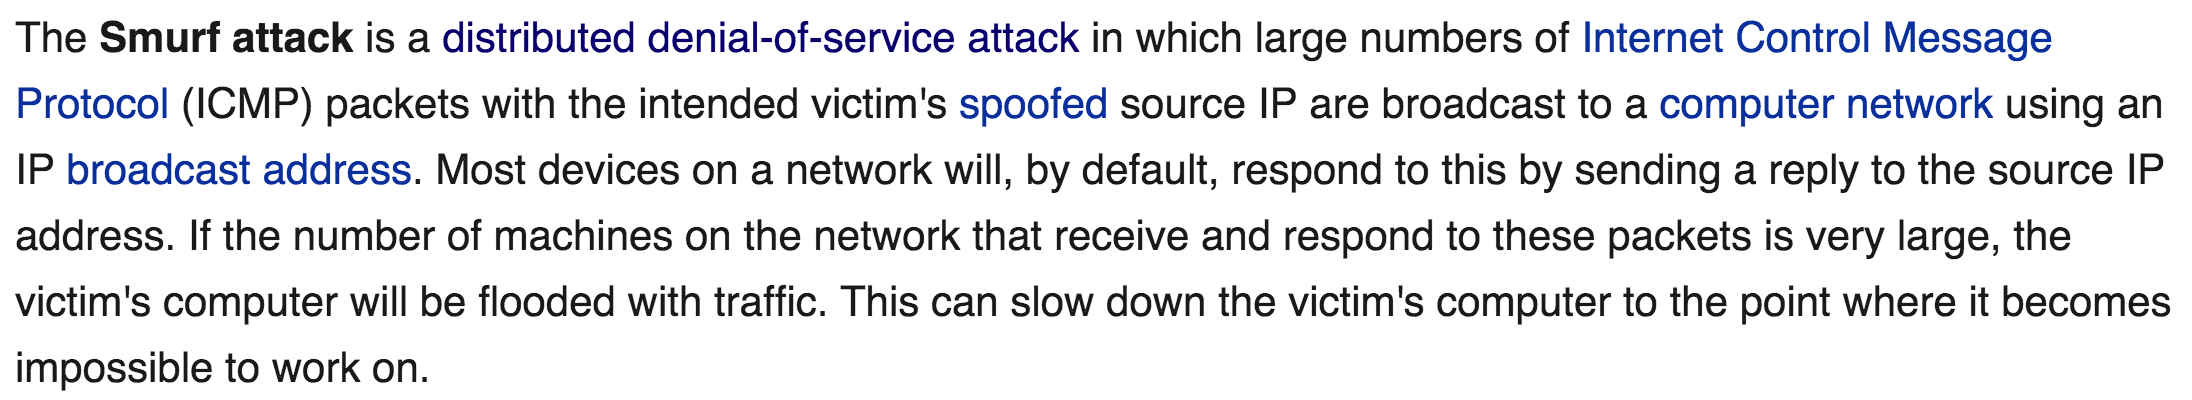 The Smurf attack is a distributed denial-of-service attack in which large numbers of Internet Control Message
Protocol (ICMP) packets with the intended victim's spoofed source IP are broadcast to a computer network using an
IP broadcast address. Most devices on a network will, by default, respond to this by sending a reply to the source IP
address. If the number of machines on the network that receive and respond to these packets is very large, the
victim's computer will be flooded with traffic. This can slow down the victim's computer to the point where it becomes
impossible to work on.